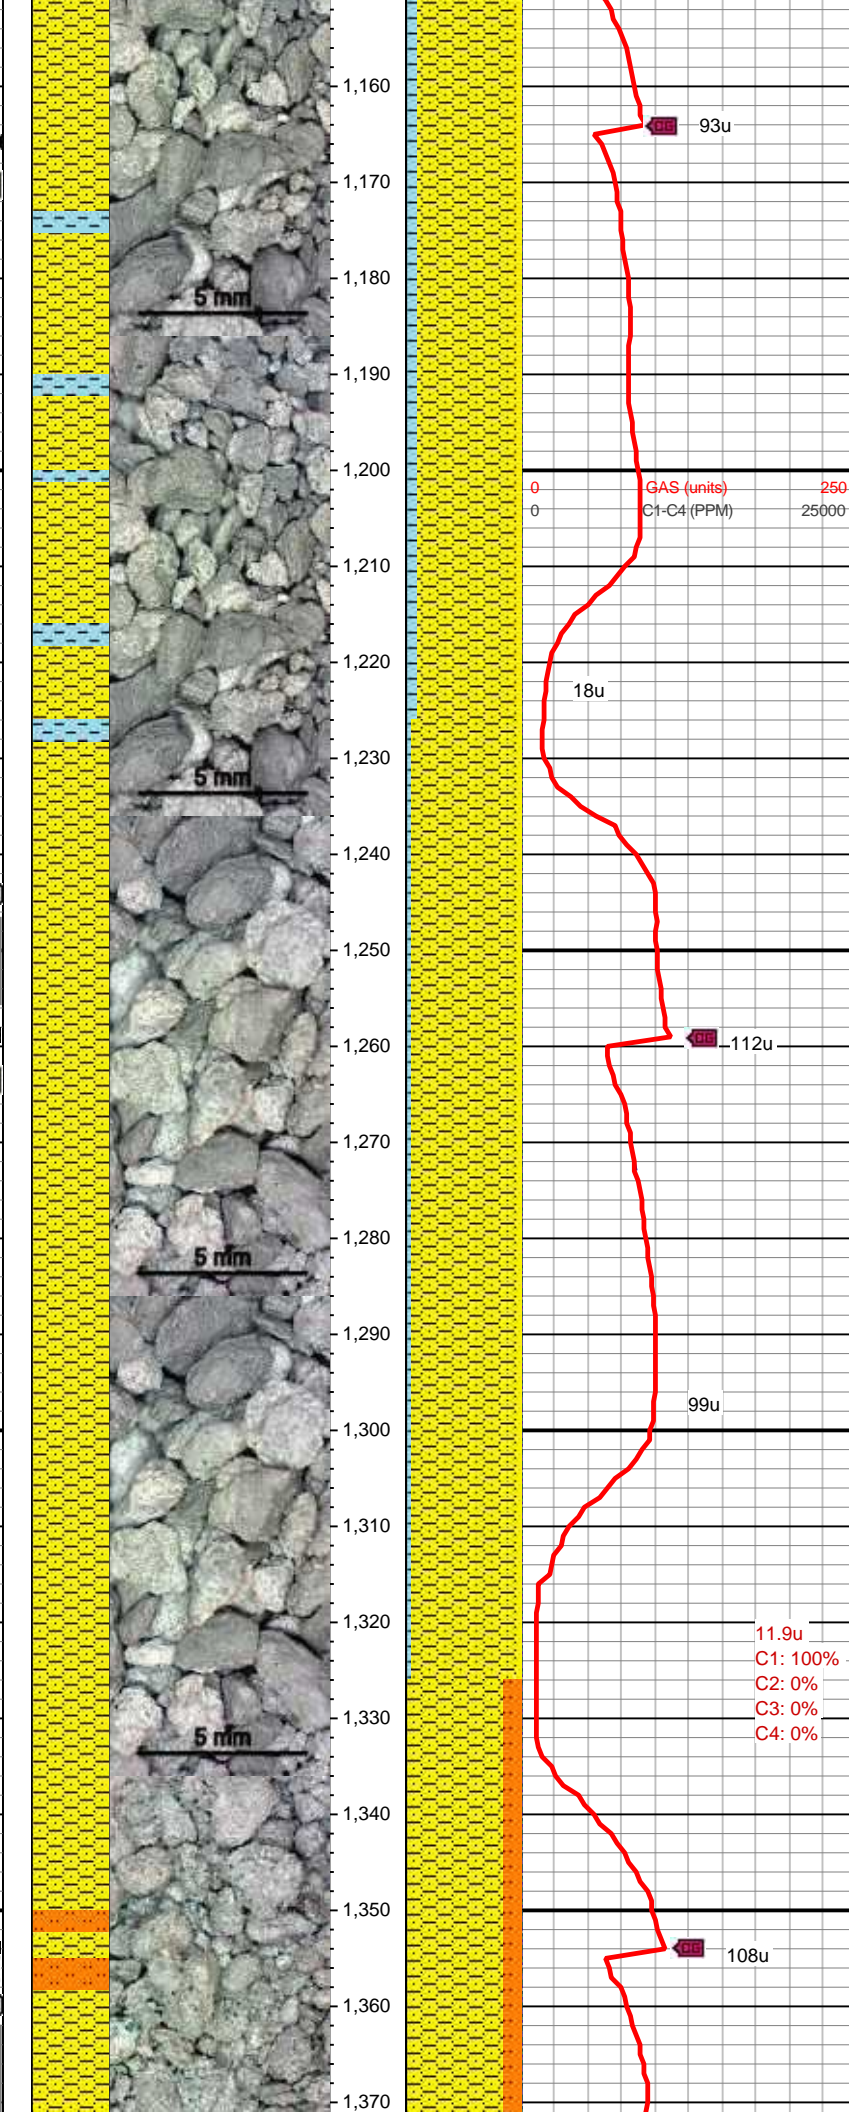 1,160
CG 93u
1,170
1,180
5 mm
1,190
1,200
0 GAS (units) 250
0 C1-C4 (PPM) 25000
1,210
1,220
18u
1,230
5 mm
1,240
1,250
CG 112u
1,260
1,270
1,280
5 mm
1,290
99u
1,300
1,310
1,320
11.9u
C1: 100%
C2: 0%
C3: 0%
1,330
C4: 0%
5 mm
1,340
1,350
CG 108u
1,360
1,370